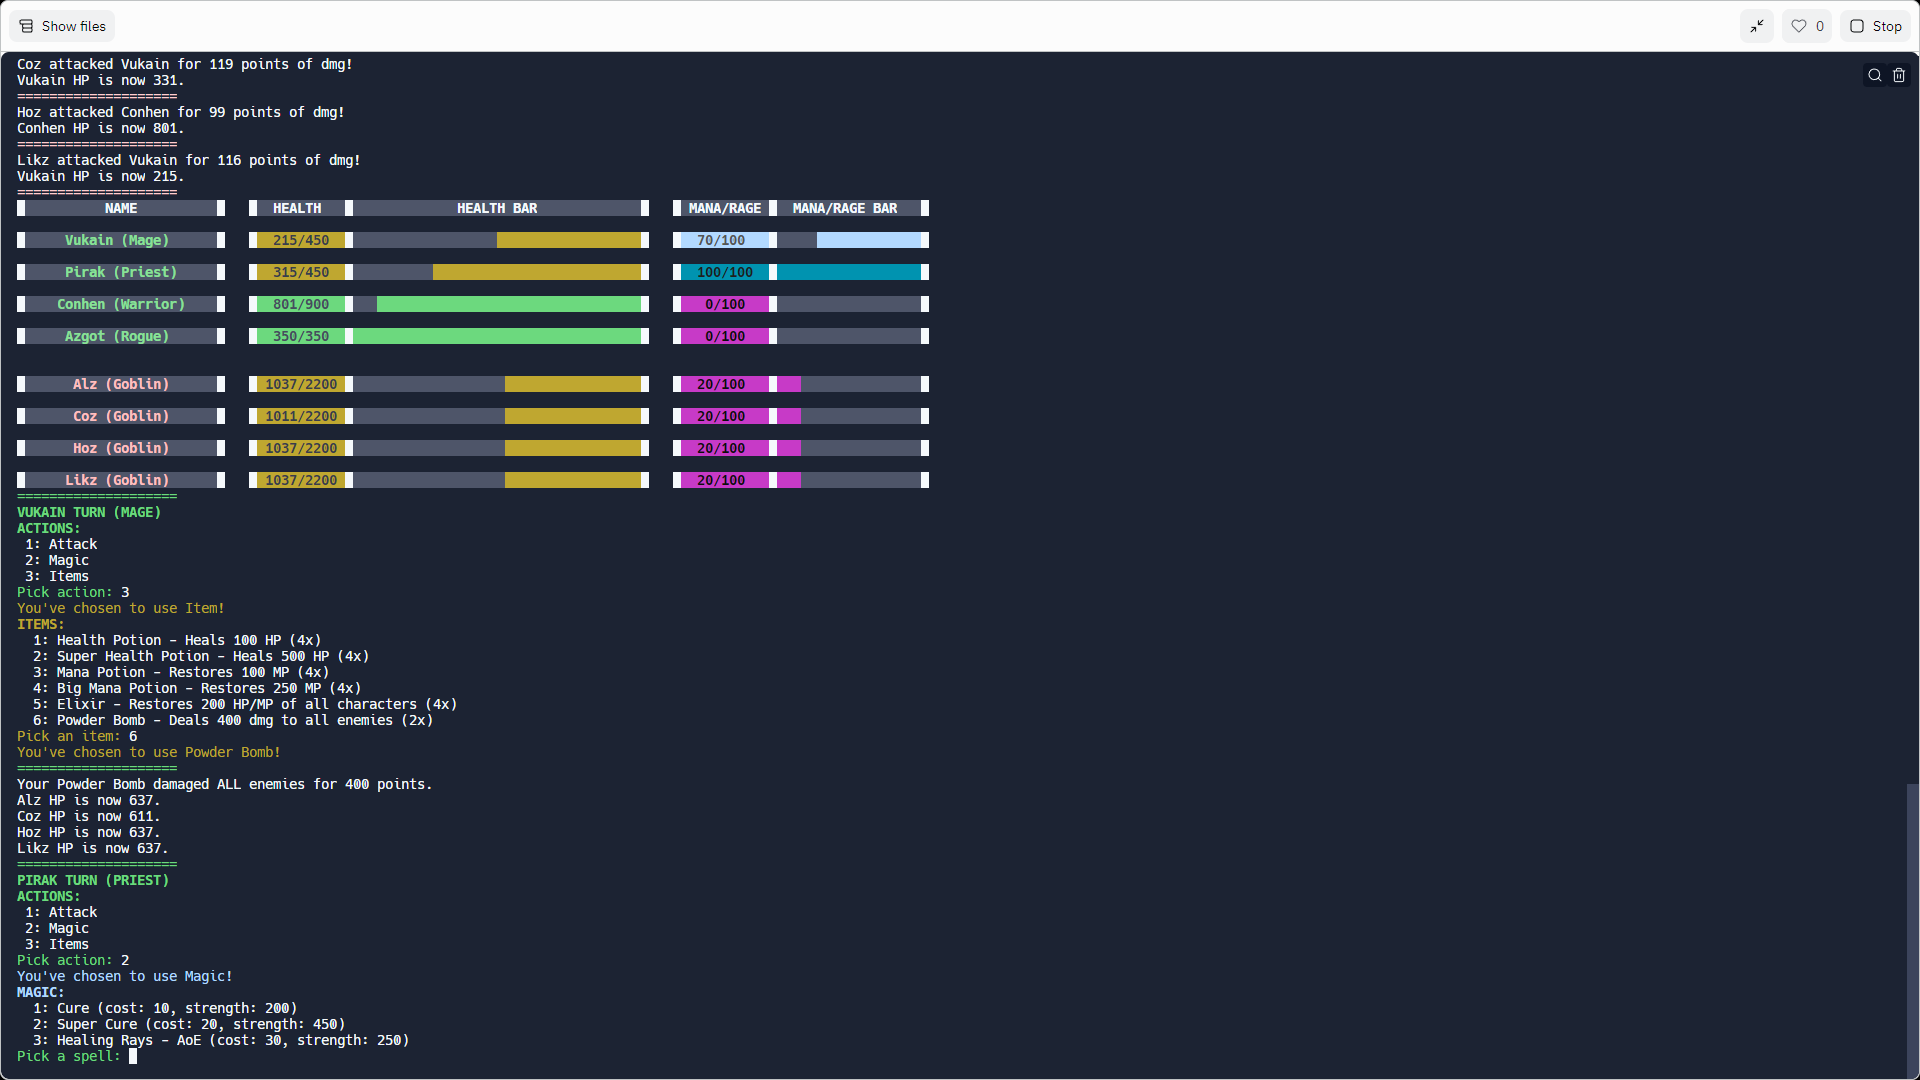 Show files
0
Stop
Coz attacked Vukain for 119 points of dmg!
Vukain HP is now 331.
====================
Hoz attacked Conhen for 99 points of dmg!
Conhen HP is now 801.
====================
Likz attacked Vukain for 116 points of dmg!
Vukain HP is now 215.
====================
NAME HEALTH HEALTH BAR MANA/RAGE MANA/RAGE BAR
Vukain (Mage) 215/450 70/100
Pirak (Priest) 315/450 100/100
Conhen (Warrior) 801/900 0/100
Azgot (Rogue) 350/350 0/100
Alz (Goblin) 1037/2200 20/100
Coz (Goblin) 1011/2200 20/100
Hoz (Goblin) 1037/2200 20/100
Likz (Goblin) 1037/2200 20/100
====================
VUKAIN TURN (MAGE)
ACTIONS:
1: Attack
2: Magic
3: Items
Pick action: 3
You've chosen to use Item!
ITEMS:
1: Health Potion - Heals 100 HP (4x)
2: Super Health Potion - Heals 500 HP (4x)
3: Mana Potion - Restores 100 MP (4x)
4: Big Mana Potion - Restores 250 MP (4x)
5: Elixir - Restores 200 HP/MP of all characters (4x)
6: Powder Bomb - Deals 400 dmg to all enemies (2x)
Pick an item: 6
You've chosen to use Powder Bomb!
====================
Your Powder Bomb damaged ALL enemies for 400 points.
Alz HP is now 637.
Coz HP is now 611.
Hoz HP is now 637.
Likz HP is now 637.
====================
PIRAK TURN (PRIEST)
ACTIONS:
1: Attack
2: Magic
3: Items
Pick action: 2
You've chosen to use Magic!
MAGIC:
1: Cure (cost: 10, strength: 200)
2: Super Cure (cost: 20, strength: 450)
3: Healing Rays - AoE (cost: 30, strength: 250)
Pick a spell: